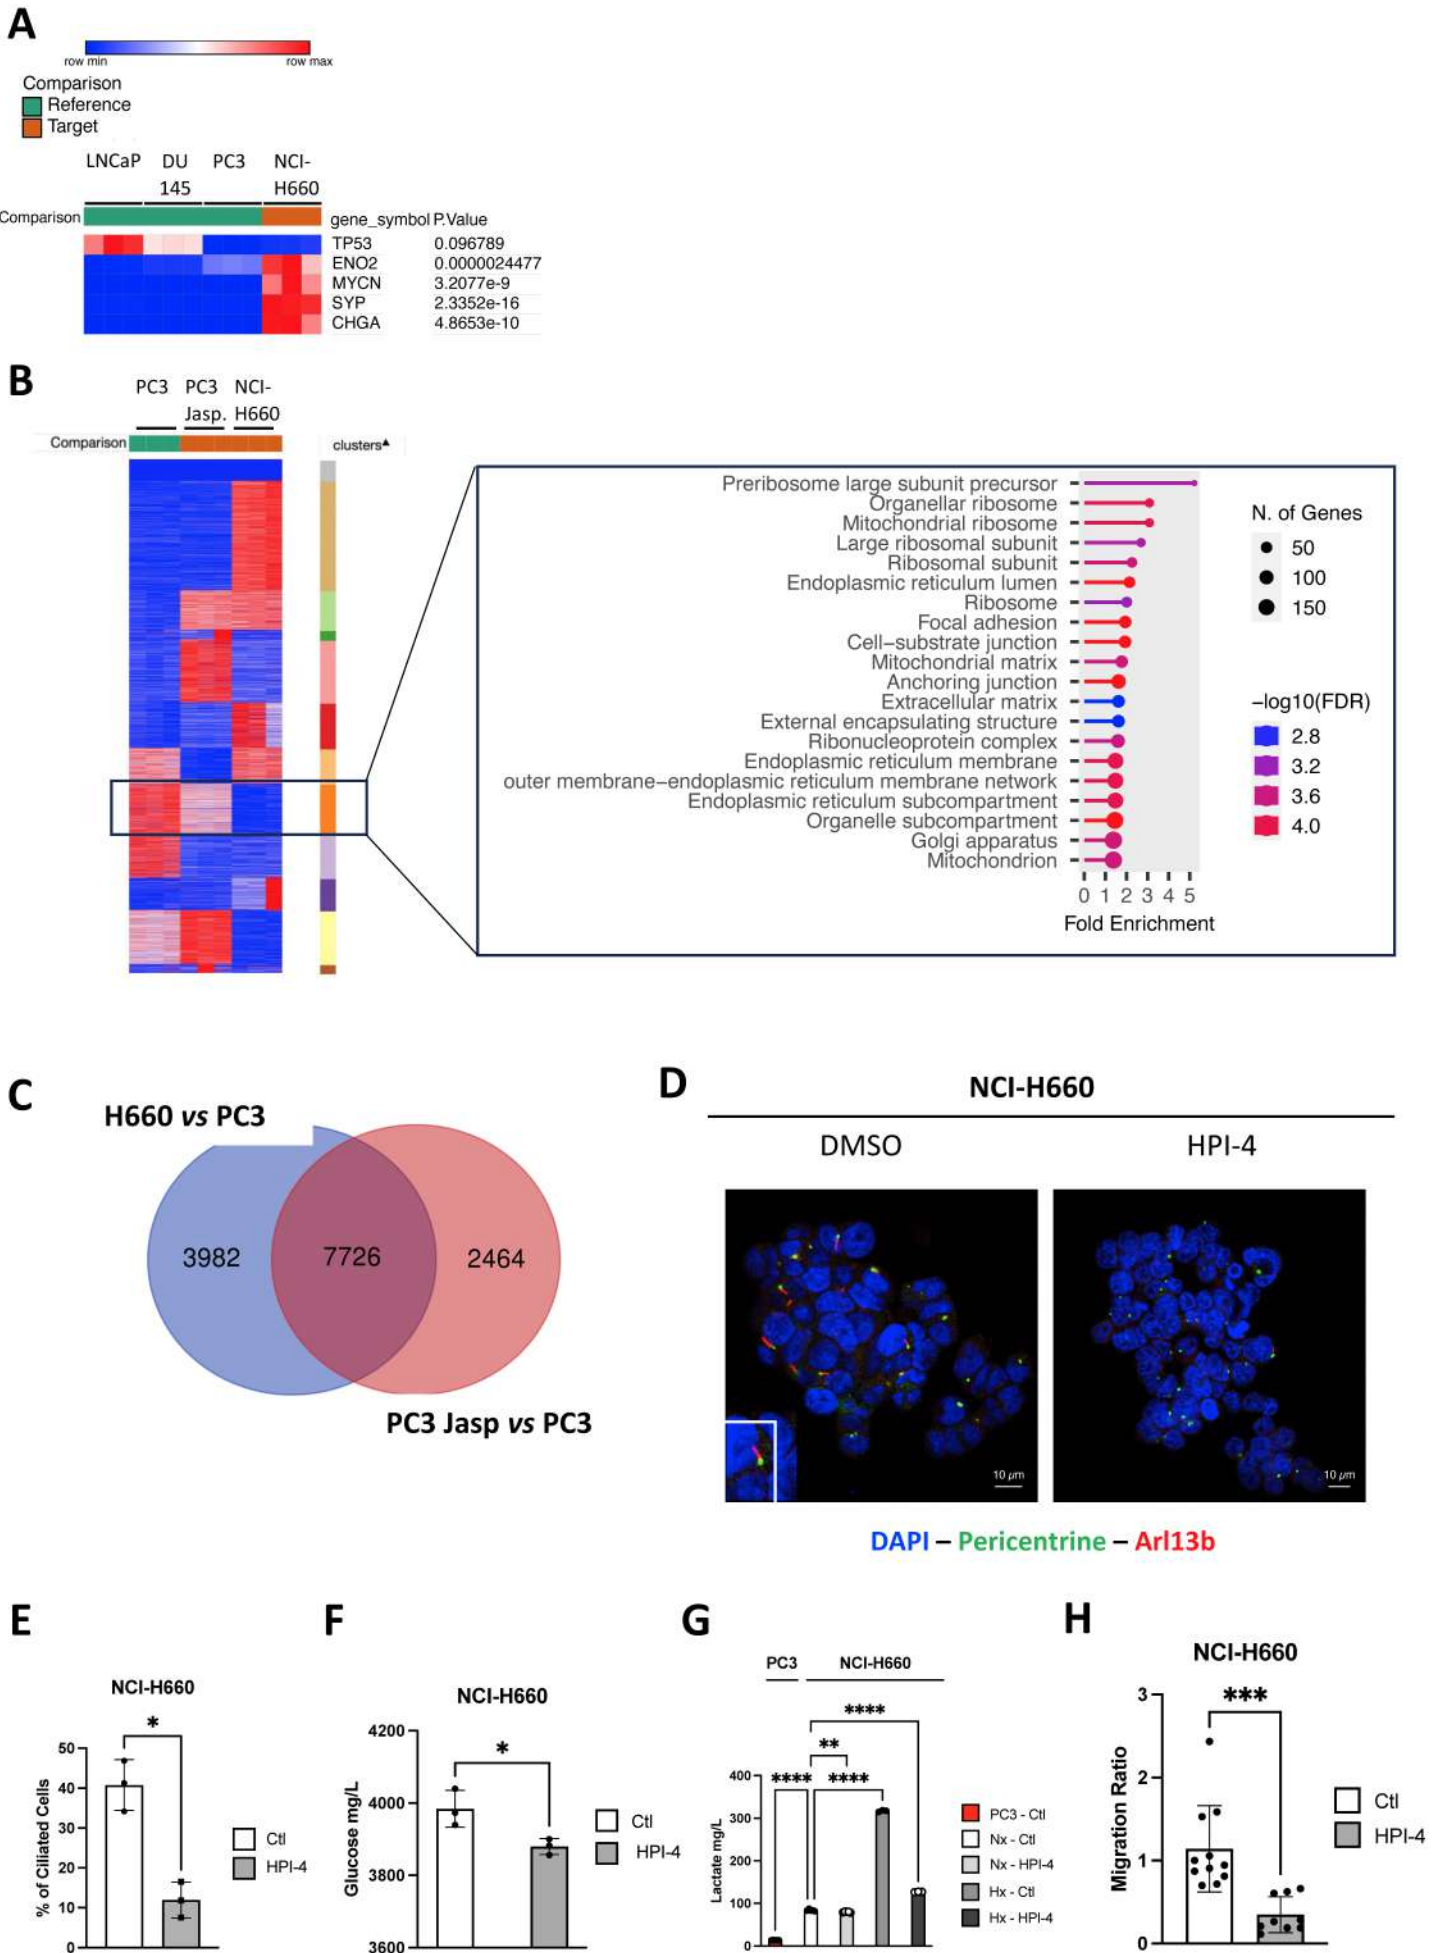 A
row min
row max
Comparison
Reference
Target
LNCaP DU PC3 NCI-
145 H660
Comparison gene_symbol P.Value
TP53 0.096789
ENO2 0.0000024477
MYCN 3.2077e-9
SYP 2.3352e-16
CHGA 4.8653e-10
B
PC3 PC3 NCI-
Jasp. H660
Comparison clusters▲
Preribosome large subunit precursor
Organellar ribosome
Mitochondrial ribosome
Large ribosomal subunit
Ribosomal subunit
Endoplasmic reticulum lumen
Ribosome
Focal adhesion
Cell−substrate junction
Mitochondrial matrix
Anchoring junction
Extracellular matrix
External encapsulating structure
Ribonucleoprotein complex
Endoplasmic reticulum membrane
outer membrane−endoplasmic reticulum membrane network
Endoplasmic reticulum subcompartment
Organelle subcompartment
Golgi apparatus
Mitochondrion
0 1 2 3 4 5
Fold Enrichment
N. of Genes
50
100
150
−log10(FDR)
2.8
3.2
3.6
4.0
C
H660 vs PC3
3982 7726 2464
PC3 Jasp vs PC3
D
NCI-H660
DMSO HPI-4
10 µm
10 µm
DAPI – Pericentrine – Arl13b
E
NCI-H660
*
% of Ciliated Cells
50
40
30
20
10
0
Ctl
HPI-4
F
NCI-H660
*
Glucose mg/L
4200
4000
3800
3600
Ctl
HPI-4
G
PC3 NCI-H660
****
**
**** ****
Lactate mg/L
400
300
200
100
0
PC3 - Ctl
Nx - Ctl
Nx - HPI-4
Hx - Ctl
Hx - HPI-4
H
NCI-H660
***
Migration Ratio
3
2
1
0
Ctl
HPI-4